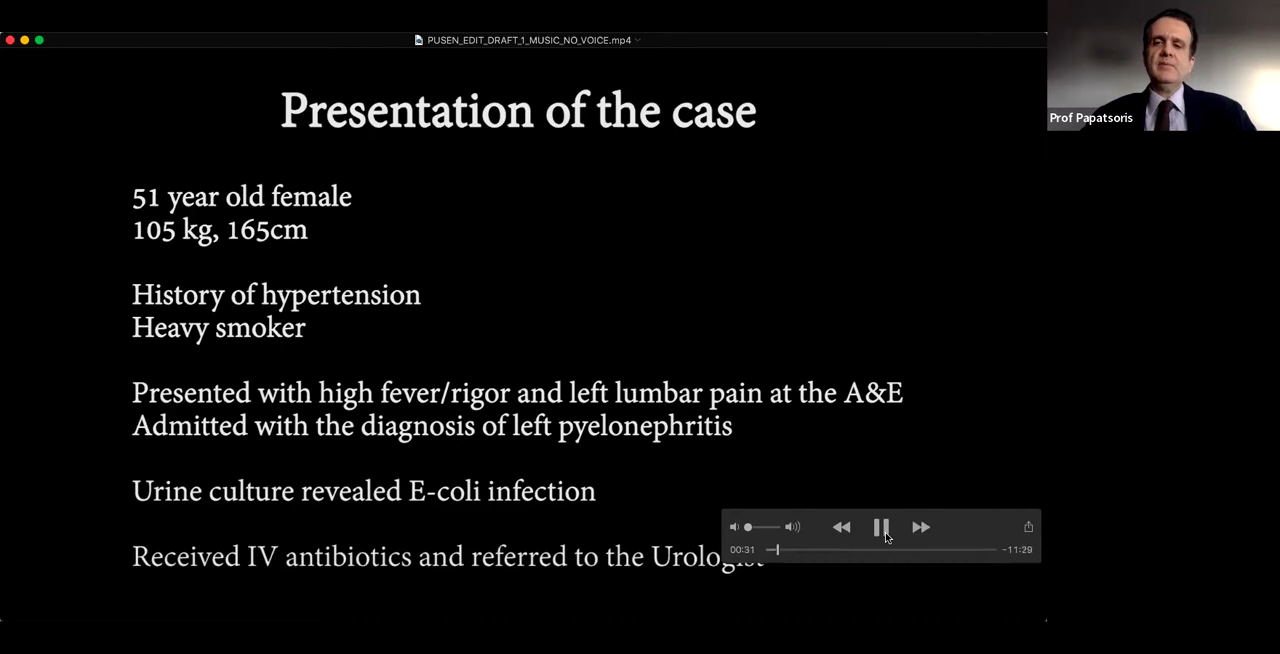 PUSEN_EDIT_DRAFT_1_MUSIC_NO_VOICE.mp4
Prof Papatsoris
Presentation of the case
51 year old female
105 kg, 165cm
History of hypertension
Heavy smoker
Presented with high fever/rigor and left lumbar pain at the A&E
Admitted with the diagnosis of left pyelonephritis
Urine culture revealed E-coli infection
Received IV antibiotics and referred to the Urologist
00:31
-11:29